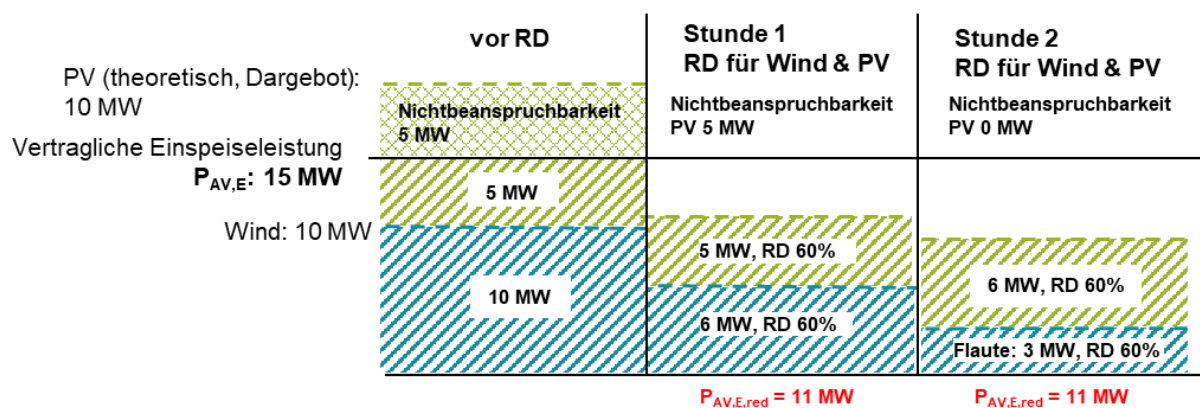 vor RD
Stunde 1
RD für Wind & PV
Stunde 2
RD für Wind & PV
PV (theoretisch, Dargebot):
10 MW
Nichtbeanspruchbarkeit
5 MW
Nichtbeanspruchbarkeit
PV 5 MW
Nichtbeanspruchbarkeit
PV 0 MW
Vertragliche Einspeiseleistung
P_AV,E: 15 MW
5 MW
Wind: 10 MW
5 MW, RD 60%
6 MW, RD 60%
10 MW
6 MW, RD 60%
Flaute: 3 MW, RD 60%
P_AV,E,red = 11 MW
P_AV,E,red = 11 MW